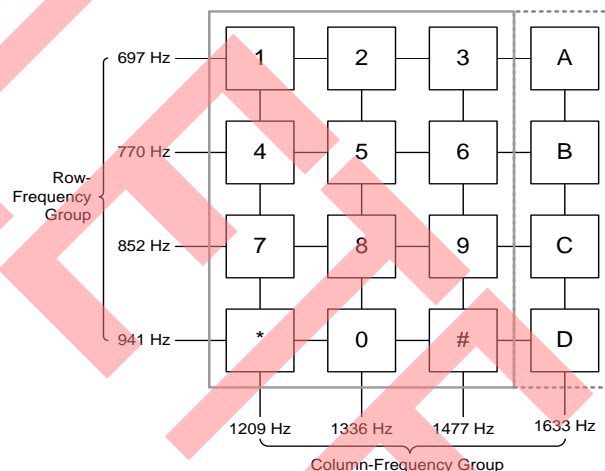 697 Hz 1 2 3 A
770 Hz 4 5 6 B
Row-
Frequency
Group
852 Hz 7 8 9 C
941 Hz * 0 # D
1209 Hz 1336 Hz 1477 Hz 1633 Hz
Column-Frequency Group